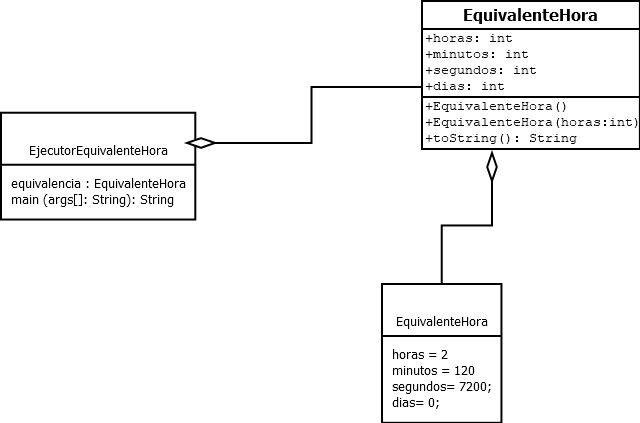 EquivalenteHora
+horas: int
+minutos: int
+segundos: int
+dias: int
+EquivalenteHora()
+EquivalenteHora(horas:int)
+toString(): String
EjecutorEquivalenteHora
equivalencia : EquivalenteHora
main (args[]: String): String
EquivalenteHora
horas = 2
minutos = 120
segundos= 7200;
dias= 0;